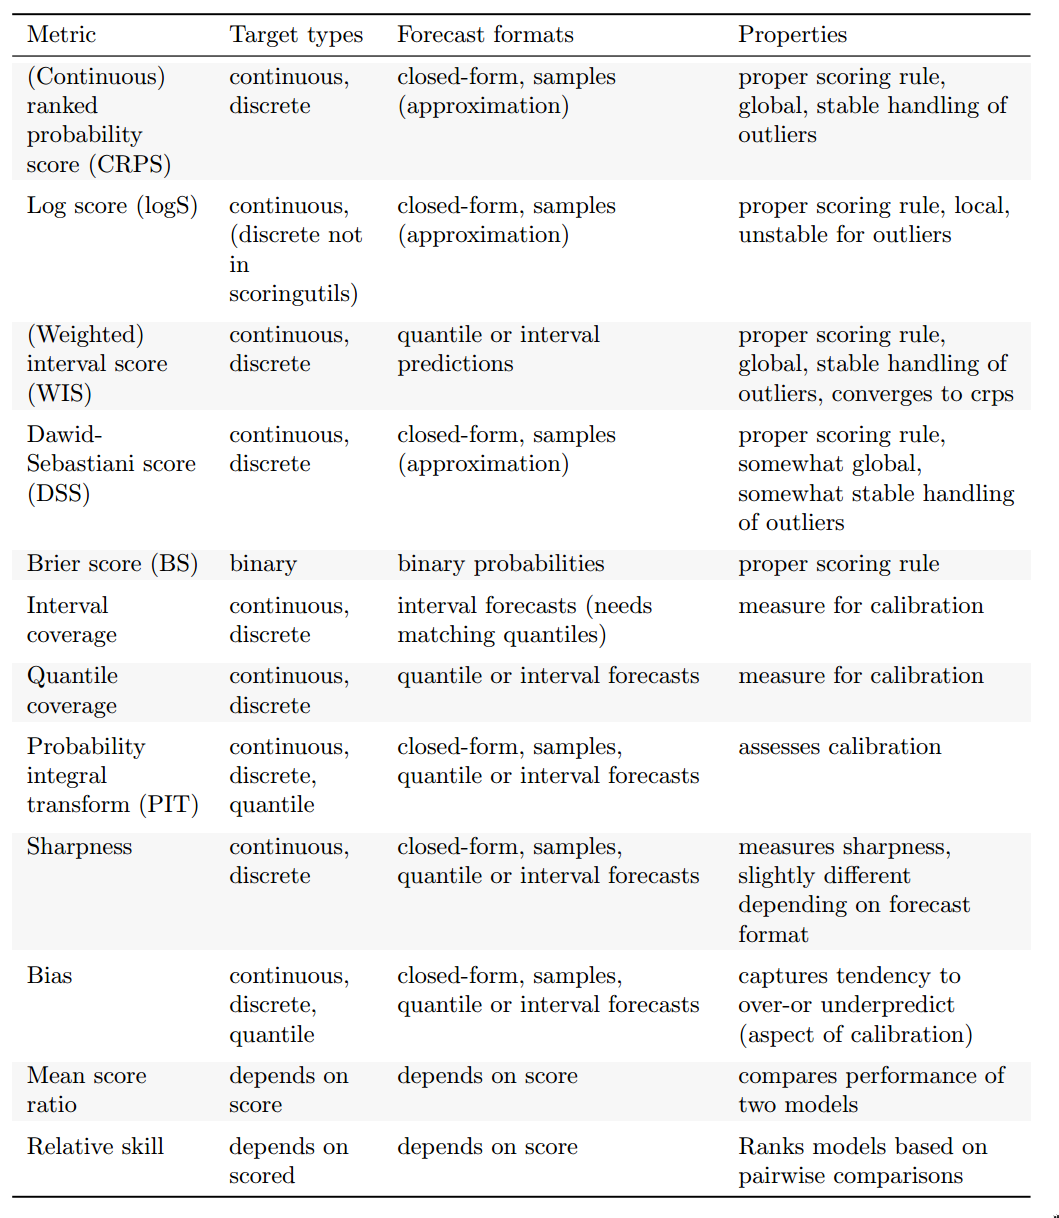 Metric Target types Forecast formats Properties
(Continuous) continuous, closed-form, samples proper scoring rule,
ranked discrete (approximation) global, stable handling of
probability outliers
score (CRPS)
Log score (logS) continuous, closed-form, samples proper scoring rule, local,
(discrete not (approximation) unstable for outliers
in
scoringutils)
(Weighted) continuous, quantile or interval proper scoring rule,
interval score discrete predictions global, stable handling of
(WIS) outliers, converges to crps
Dawid- continuous, closed-form, samples proper scoring rule,
Sebastiani score discrete (approximation) somewhat global,
(DSS) somewhat stable handling
of outliers
Brier score (BS) binary binary probabilities proper scoring rule
Interval continuous, interval forecasts (needs measure for calibration
coverage discrete matching quantiles)
Quantile continuous, quantile or interval forecasts measure for calibration
coverage discrete
Probability continuous, closed-form, samples, assesses calibration
integral discrete, quantile or interval forecasts
transform (PIT) quantile
Sharpness continuous, closed-form, samples, measures sharpness,
discrete quantile or interval forecasts slightly different
depending on forecast
format
Bias continuous, closed-form, samples, captures tendency to
discrete, quantile or interval forecasts over-or underpredict
quantile (aspect of calibration)
Mean score depends on depends on score compares performance of
ratio score two models
Relative skill depends on depends on score Ranks models based on
scored pairwise comparisons